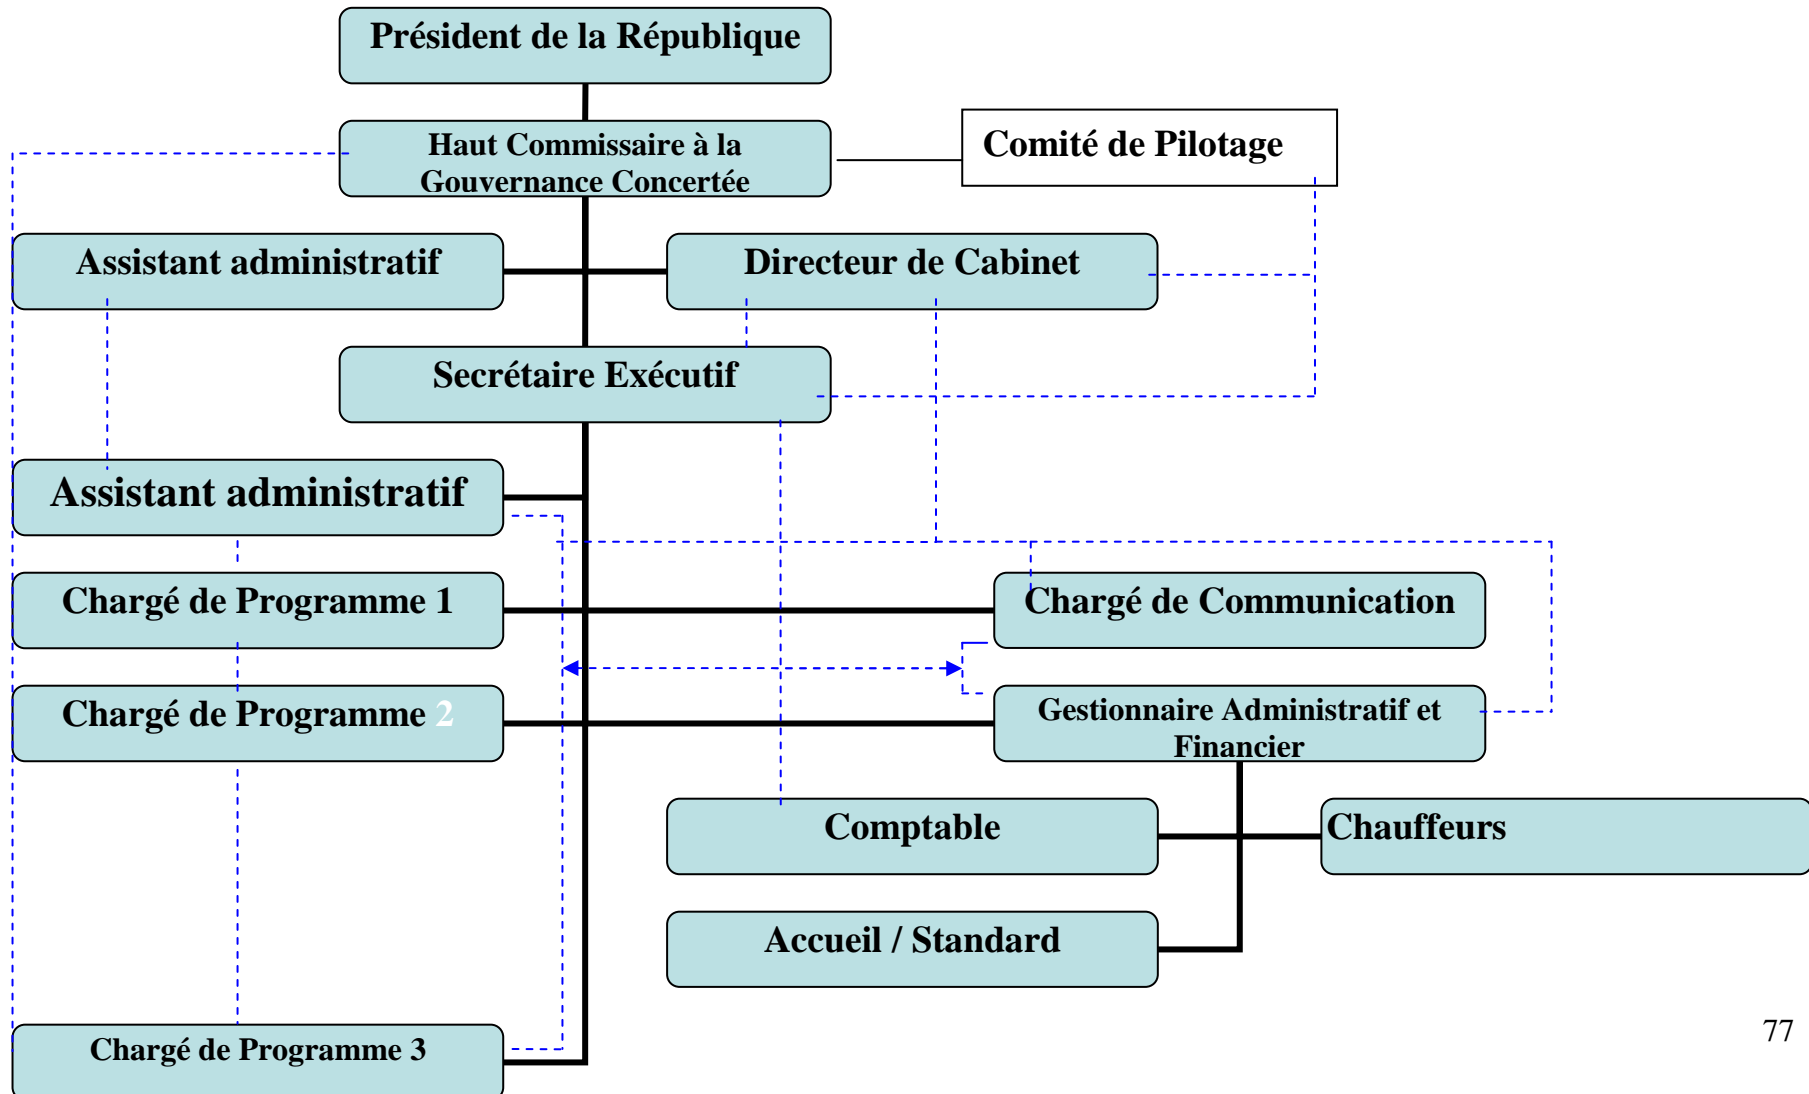 Président de la République
Haut Commissaire à la
Gouvernance Concertée
Comité de Pilotage
Assistant administratif
Directeur de Cabinet
Secrétaire Exécutif
Assistant administratif
Chargé de Programme 1
Chargé de Communication
Chargé de Programme 2
Gestionnaire Administratif et
Financier
Comptable
Chauffeurs
Accueil / Standard
Chargé de Programme 3
77